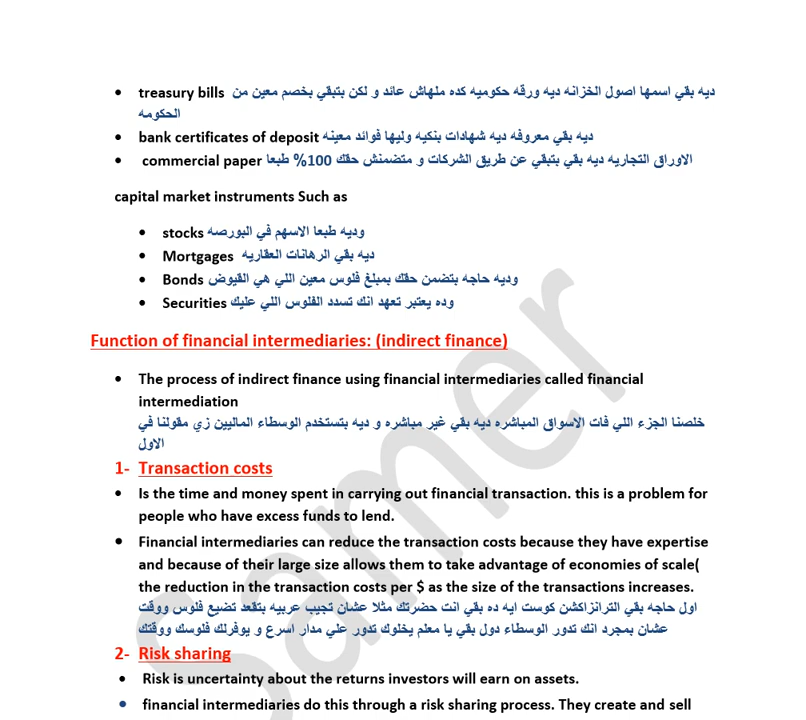 • treasury bills ديه بقي اسمها اصول الخزانه ديه ورقه حكوميه كده ملهاش عائد و لكن بتبقي بخصم معين من
الحكومه
• bank certificates of deposit ديه بقي معروفه ديه شهادات بنكيه وليها فوائد معينه
• commercial paper الاوراق التجاريه ديه بقي بتبقي عن طريق الشركات و متضمنش حقك 100% طبعا
capital market instruments Such as
• stocks وديه طبعا الاسهم في البورصه
• Mortgages ديه بقي الرهانات العقاريه
• Bonds وديه حاجه بتضمن حقك بمبلغ فلوس معين اللي هي القيوض
• Securities وده يعتبر تعهد انك تسدد الفلوس اللي عليك
Function of financial intermediaries: (indirect finance)
• The process of indirect finance using financial intermediaries called financial
intermediation
خلصنا الجزء اللي فات الاسواق المباشره ديه بقي غير مباشره و ديه بتستخدم الوسطاء الماليين زي مقولنا في
الاول
1- Transaction costs
• Is the time and money spent in carrying out financial transaction. this is a problem for
people who have excess funds to lend.
• Financial intermediaries can reduce the transaction costs because they have expertise
and because of their large size allows them to take advantage of economies of scale(
the reduction in the transaction costs per $ as the size of the transactions increases.
اول حاجه بقي الترانزاكشن كوست ايه ده بقي انت حضرتك مثلا عشان تجيب عربيه بتقعد تضيع فلوس ووقت
عشان بمجرد انك تدور الوسطاء دول بقي يا معلم يخلوك تدور علي مدار اسرع و يوفرلك فلوسك ووقتك
2- Risk sharing
• Risk is uncertainty about the returns investors will earn on assets.
• financial intermediaries do this through a risk sharing process. They create and sell
Samer